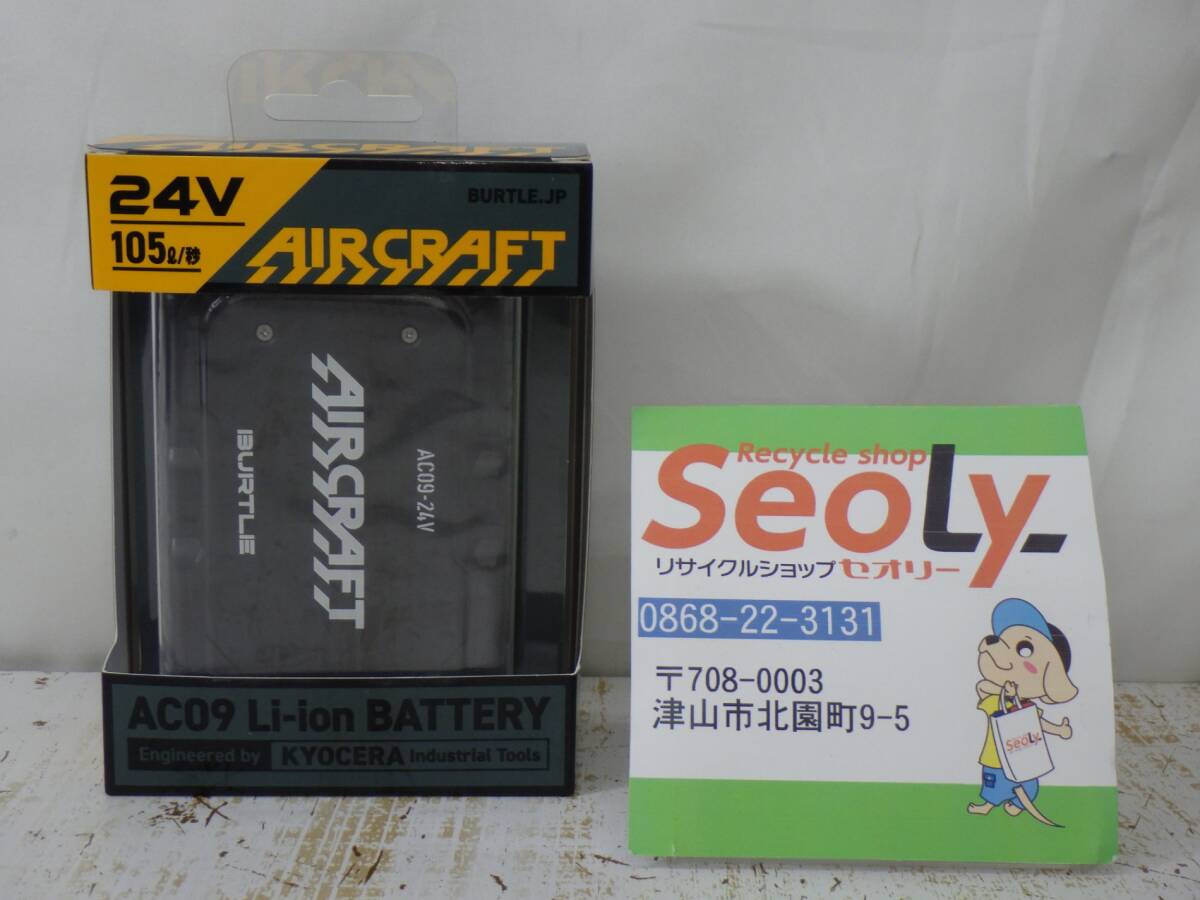 AIRCRAFT
24V
105ℓ/秒
BURTLE.JP
AIRCRAFT
AIRCRAFT
BURTLE
AC09-24V
AC09 Li-ion BATTERY
Engineered by KYOCERA Industrial Tools
Recycle shop
SeoLy
リサイクルショップセオリー
0868-22-3131
〒708-0003
津山市北園町9-5
SeoLy